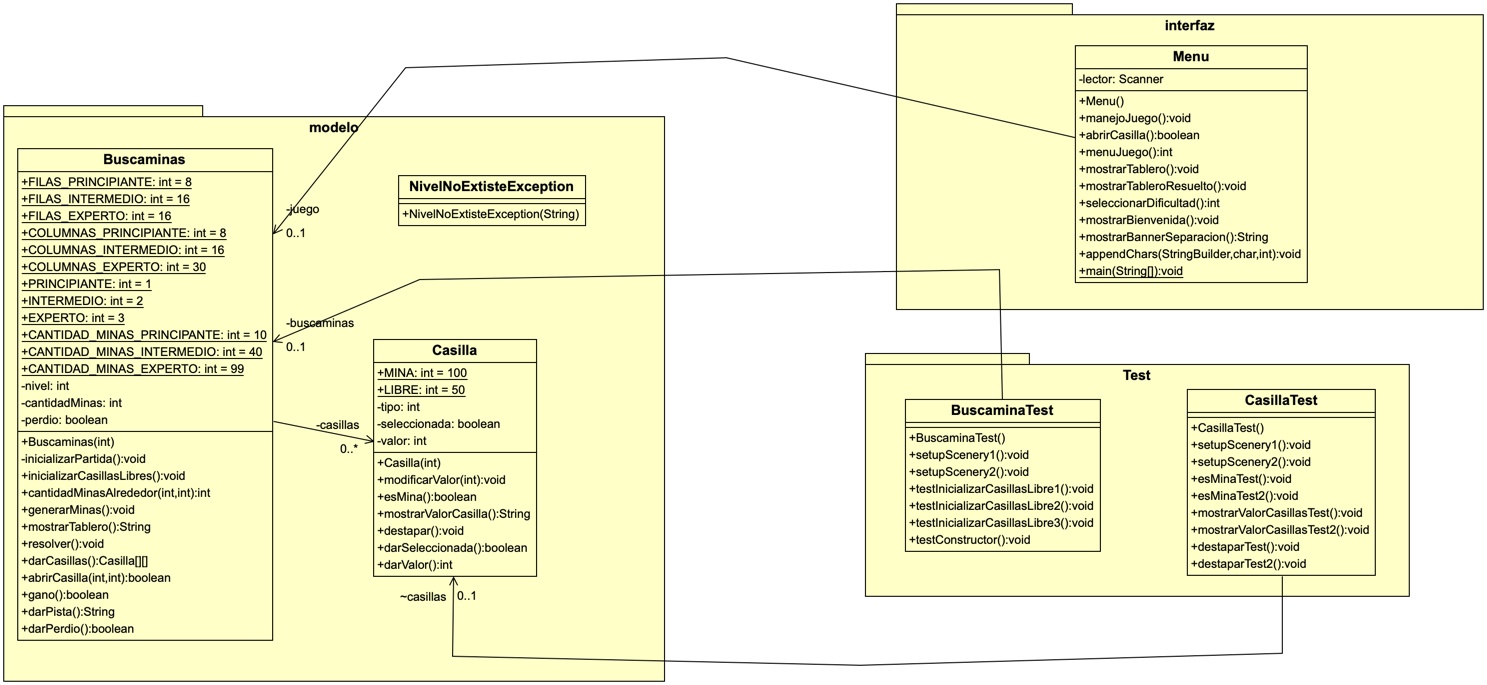 modelo
Buscaminas
+FILAS_PRINCIPIANTE: int = 8
+FILAS_INTERMEDIO: int = 16
+FILAS_EXPERTO: int = 16
+COLUMNAS_PRINCIPIANTE: int = 8
+COLUMNAS_INTERMEDIO: int = 16
+COLUMNAS_EXPERTO: int = 30
+PRINCIPIANTE: int = 1
+INTERMEDIO: int = 2
+EXPERTO: int = 3
+CANTIDAD_MINAS_PRINCIPANTE: int = 10
+CANTIDAD_MINAS_INTERMEDIO: int = 40
+CANTIDAD_MINAS_EXPERTO: int = 99
-nivel: int
-cantidadMinas: int
-perdio: boolean
+Buscaminas(int)
-inicializarPartida():void
+inicializarCasillasLibres():void
+cantidadMinasAlrededor(int,int):int
+generarMinas():void
+mostrarTablero():String
+resolver():void
+darCasillas():Casilla[][]
+abrirCasilla(int,int):boolean
+gano():boolean
+darPista():String
+darPerdio():boolean
NivelNoExtisteException
+NivelNoExtisteException(String)
-juego
0..1
-buscaminas
0..1
-casillas
0..*
Casilla
+MINA: int = 100
+LIBRE: int = 50
-tipo: int
-seleccionada: boolean
-valor: int
+Casilla(int)
+modificarValor(int):void
+esMina():boolean
+mostrarValorCasilla():String
+destapar():void
+darSeleccionada():boolean
+darValor():int
~casillas
0..1
interfaz
Menu
-lector: Scanner
+Menu()
+manejoJuego():void
+abrirCasilla():boolean
+menuJuego():int
+mostrarTablero():void
+mostrarTableroResuelto():void
+seleccionarDificultad():int
+mostrarBienvenida():void
+mostrarBannerSeparacion():String
+appendChars(StringBuilder,char,int):void
+main(String[]):void
Test
BuscaminaTest
+BuscaminaTest()
+setupScenery1():void
+setupScenery2():void
+testInicializarCasillasLibre1():void
+testInicializarCasillasLibre2():void
+testInicializarCasillasLibre3():void
+testConstructor():void
CasillaTest
+CasillaTest()
+setupScenery1():void
+setupScenery2():void
+esMinaTest():void
+esMinaTest2():void
+mostrarValorCasillasTest():void
+mostrarValorCasillasTest2():void
+destaparTest():void
+destaparTest2():void